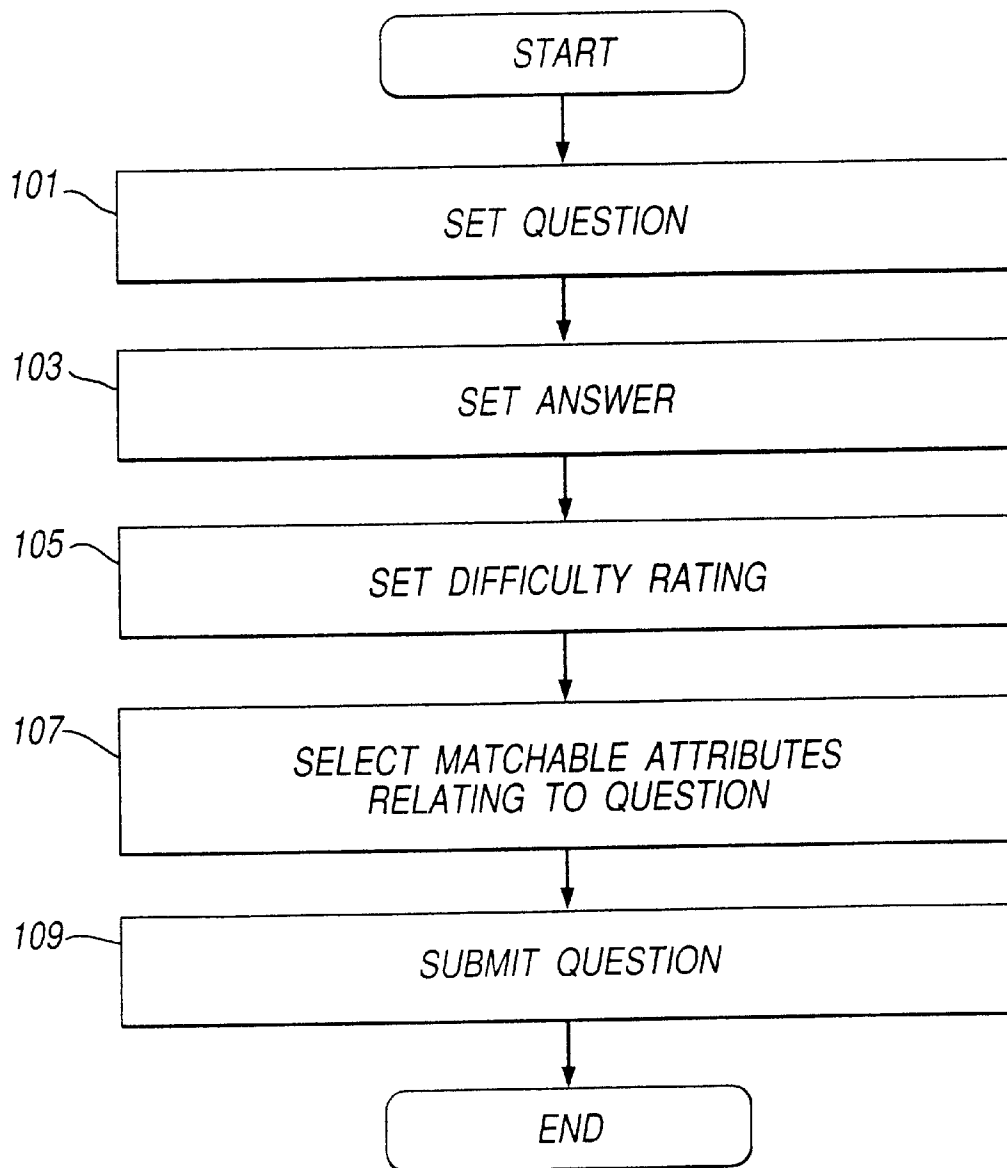 START
101
SET QUESTION
103
SET ANSWER
105
SET DIFFICULTY RATING
107
SELECT MATCHABLE ATTRIBUTES
RELATING TO QUESTION
109
SUBMIT QUESTION
END